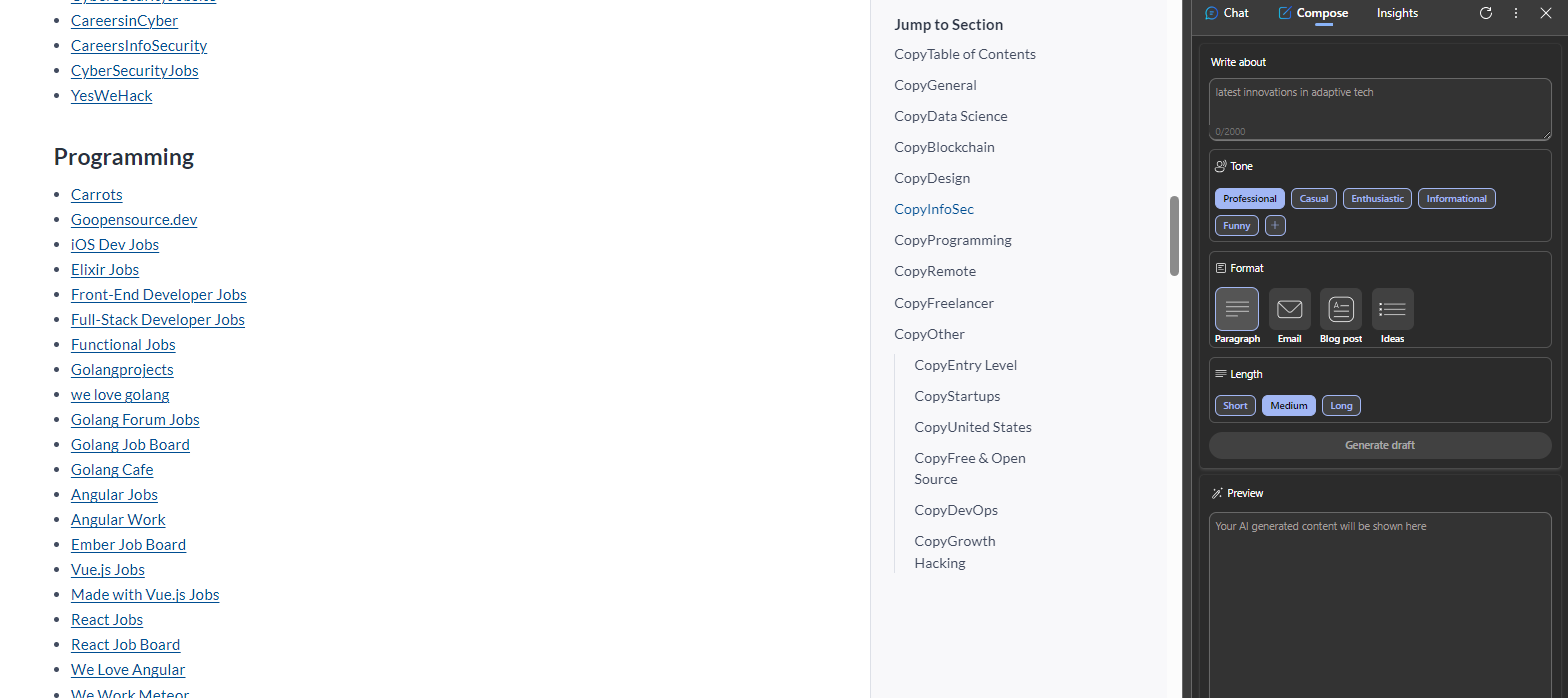 CybersecurityJobsite
CareersinCyber
CareersInfoSecurity
CyberSecurityJobs
YesWeHack
Programming
Carrots
Goopensource.dev
iOS Dev Jobs
Elixir Jobs
Front-End Developer Jobs
Full-Stack Developer Jobs
Functional Jobs
Golangprojects
we love golang
Golang Forum Jobs
Golang Job Board
Golang Cafe
Angular Jobs
Angular Work
Ember Job Board
Vue.js Jobs
Made with Vue.js Jobs
React Jobs
React Job Board
We Love Angular
We Work Meteor
Jump to Section
CopyTable of Contents
CopyGeneral
CopyData Science
CopyBlockchain
CopyDesign
CopyInfoSec
CopyProgramming
CopyRemote
CopyFreelancer
CopyOther
CopyEntry Level
CopyStartups
CopyUnited States
CopyFree & Open
Source
CopyDevOps
CopyGrowth
Hacking
Chat Compose Insights
Write about
latest innovations in adaptive tech
0/2000
Tone
Professional Casual Enthusiastic Informational
Funny +
Format
Paragraph Email Blog post Ideas
Length
Short Medium Long
Generate draft
Preview
Your AI generated content will be shown here